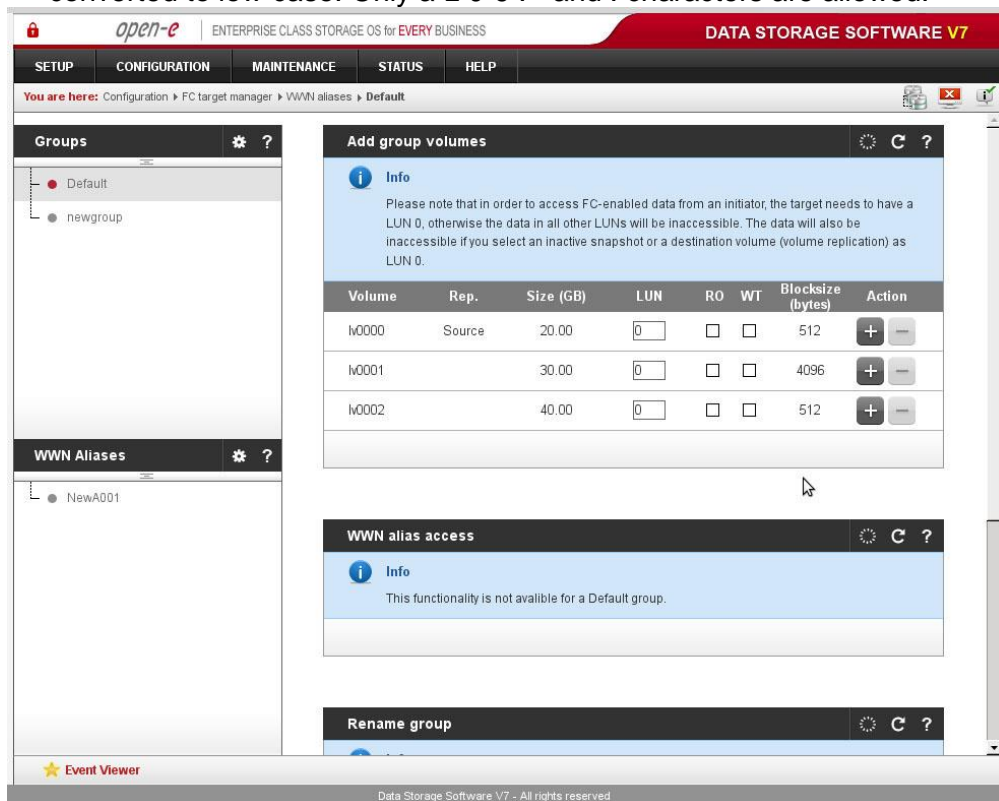 open-e ENTERPRISE CLASS STORAGE OS for EVERY BUSINESS DATA STORAGE SOFTWARE V7
SETUP CONFIGURATION MAINTENANCE STATUS HELP
You are here: Configuration ▸ FC target manager ▸ WWN aliases ▸ Default
Groups ?
Default
newgroup
WWN Aliases ?
NewA001
Add group volumes ?
Info
Please note that in order to access FC-enabled data from an initiator, the target needs to have a
LUN 0, otherwise the data in all other LUNs will be inaccessible. The data will also be
inaccessible if you select an inactive snapshot or a destination volume (volume replication) as
LUN 0.
Volume Rep. Size (GB) LUN RO WT Blocksize (bytes) Action
lv0000 Source 20.00 0 512 + −
lv0001 30.00 0 4096 + −
lv0002 40.00 0 512 + −
WWN alias access ?
Info
This functionality is not avalible for a Default group.
Rename group ?
Event Viewer
Data Storage Software V7 - All rights reserved